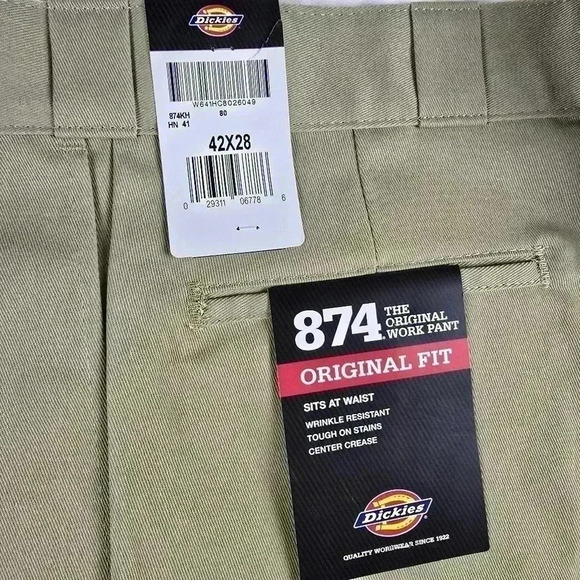 Dickies
W641HC8026049
874KH 80
HN 41
42X28
0 29311 06778 6
874 THE ORIGINAL WORK PANT
ORIGINAL FIT
SITS AT WAIST
WRINKLE RESISTANT
TOUGH ON STAINS
CENTER CREASE
Dickies
QUALITY WORKWEAR SINCE 1922